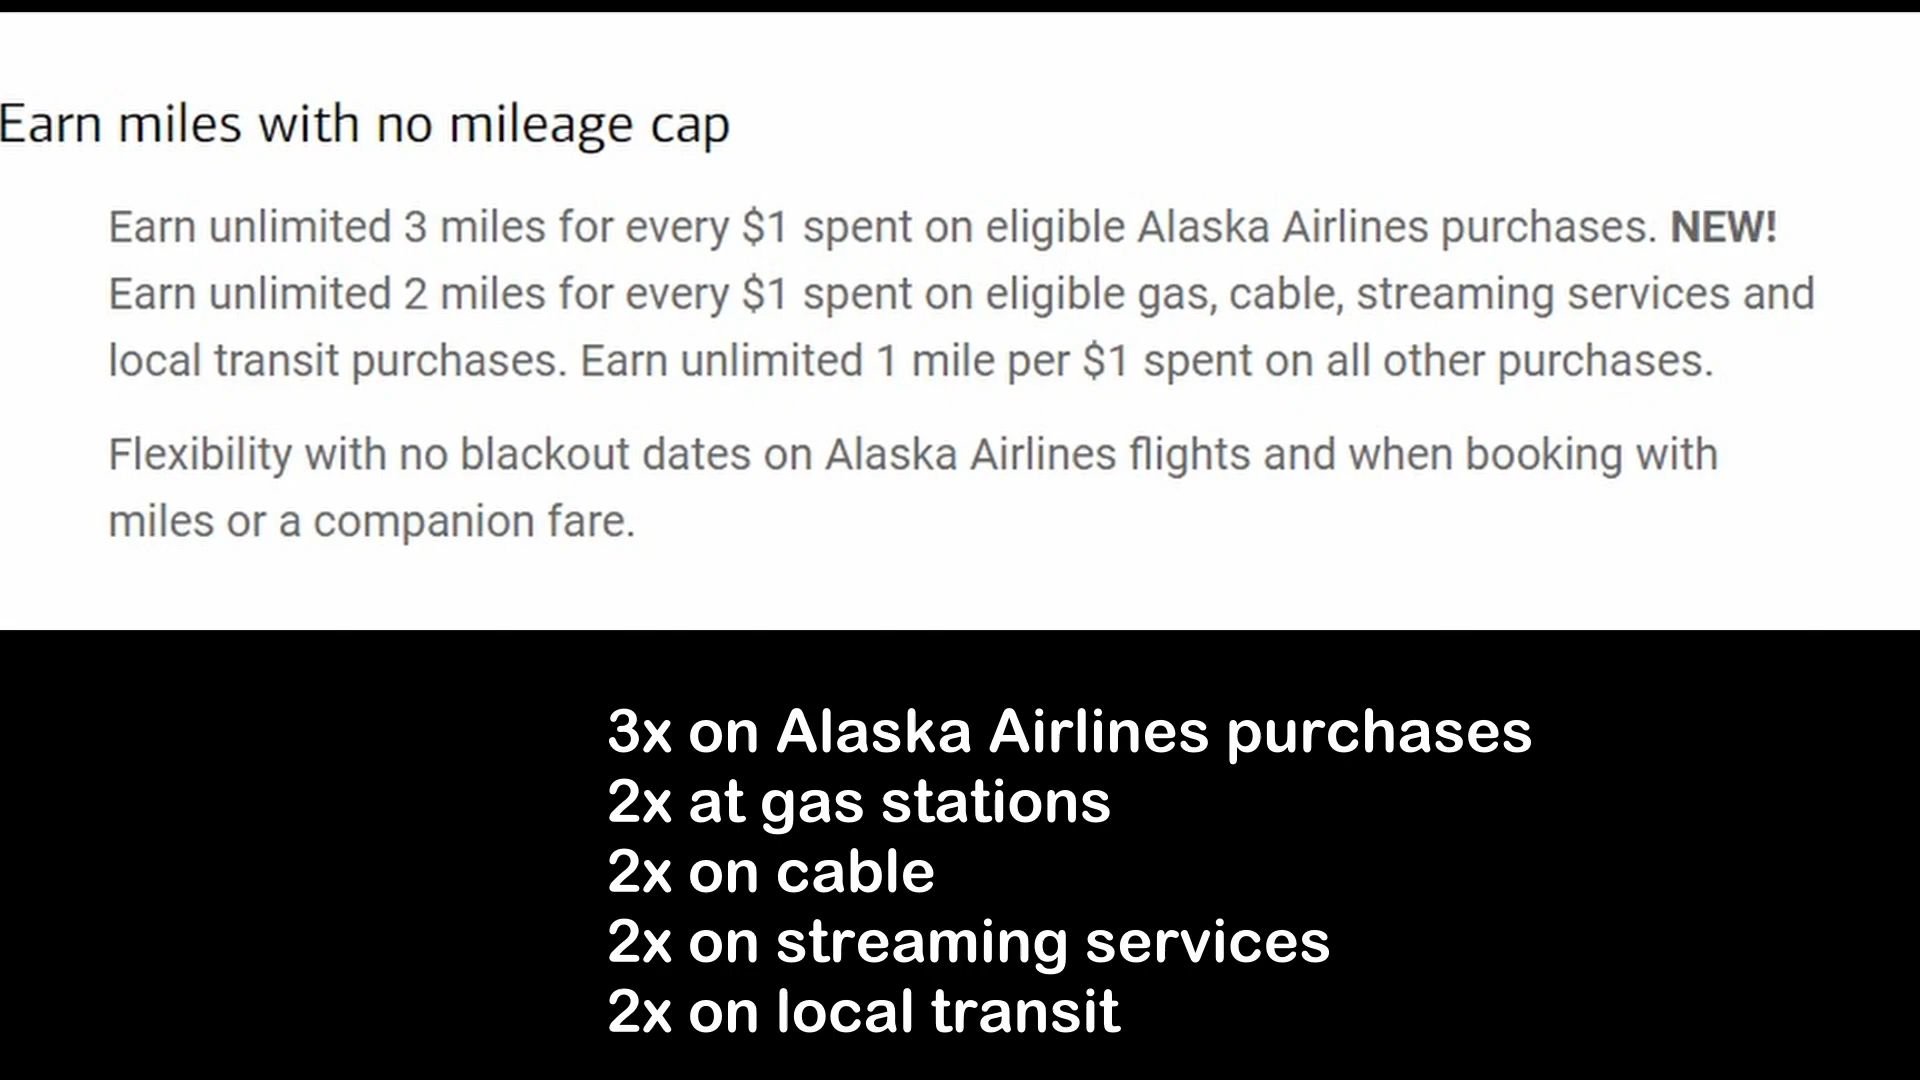 Earn miles with no mileage cap
Earn unlimited 3 miles for every $1 spent on eligible Alaska Airlines purchases. NEW!
Earn unlimited 2 miles for every $1 spent on eligible gas, cable, streaming services and
local transit purchases. Earn unlimited 1 mile per $1 spent on all other purchases.
Flexibility with no blackout dates on Alaska Airlines flights and when booking with
miles or a companion fare.
3x on Alaska Airlines purchases
2x at gas stations
2x on cable
2x on streaming services
2x on local transit